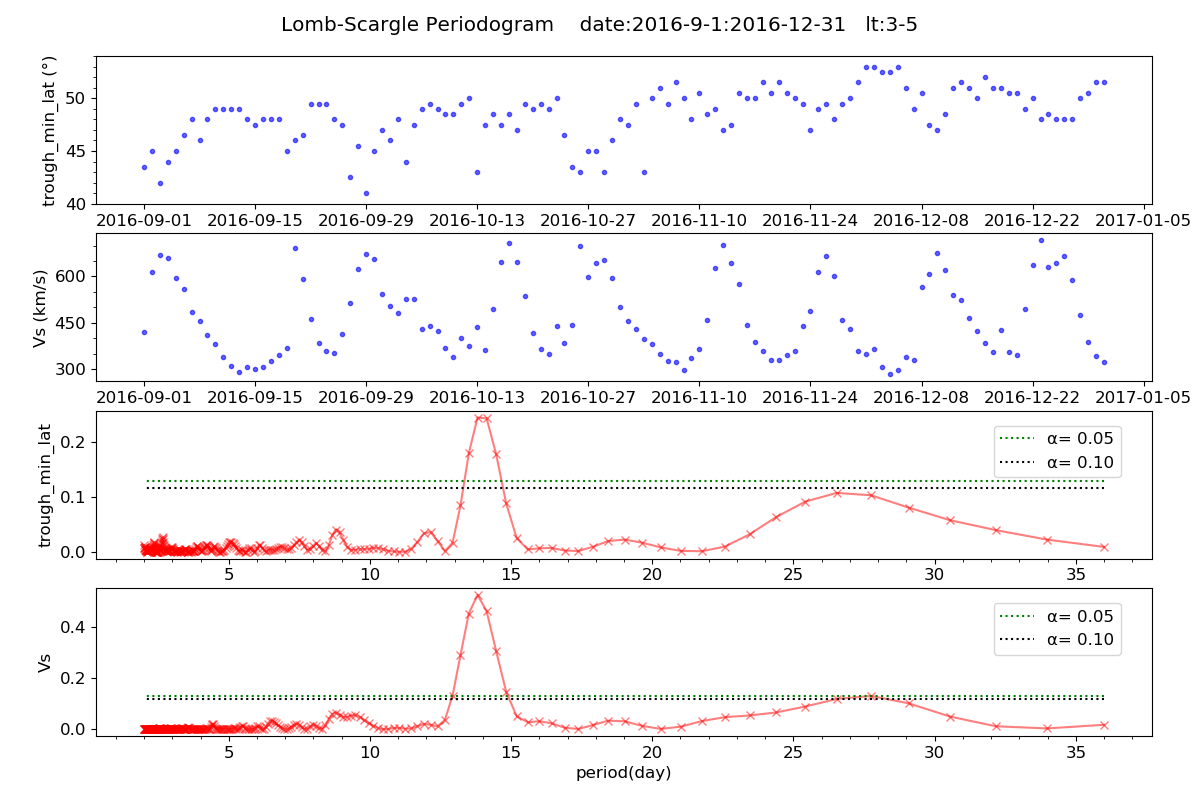 Lomb-Scargle Periodogram    date:2016-9-1:2016-12-31   lt:3-5
trough_min_lat (°)
50
45
40
2016-09-01 2016-09-15 2016-09-29 2016-10-13 2016-10-27 2016-11-10 2016-11-24 2016-12-08 2016-12-22 2017-01-05
Vs (km/s)
600
450
300
2016-09-01 2016-09-15 2016-09-29 2016-10-13 2016-10-27 2016-11-10 2016-11-24 2016-12-08 2016-12-22 2017-01-05
trough_min_lat
0.2
0.1
0.0
α= 0.05
α= 0.10
5 10 15 20 25 30 35
Vs
0.4
0.2
0.0
α= 0.05
α= 0.10
5 10 15 20 25 30 35
period(day)